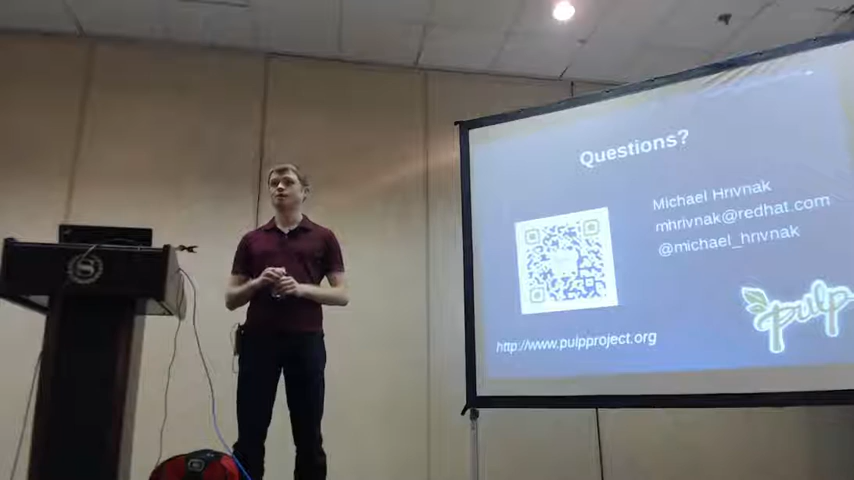 Questions?
Michael Hrivnak
mhrivnak@redhat.com
@michael_hrivnak
http://www.pulpproject.org
pulp
S